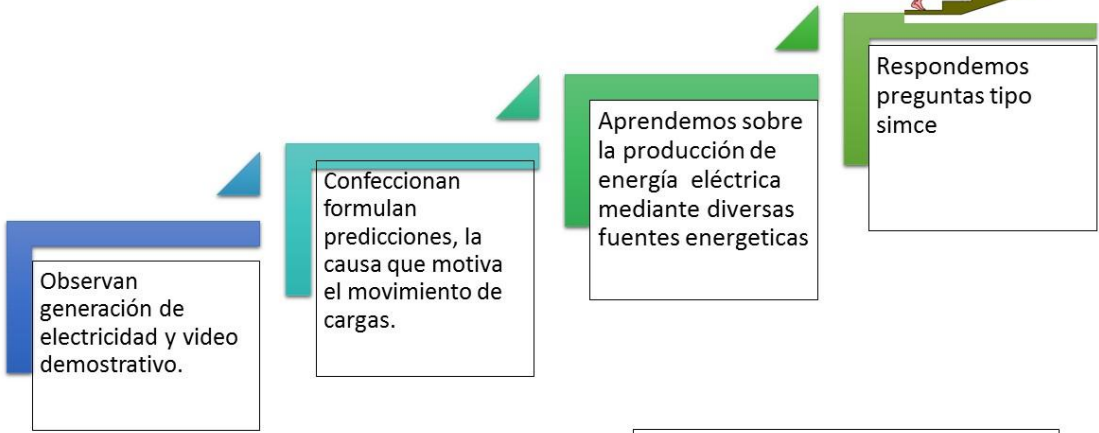 Observan
generación de
electricidad y video
demostrativo.
Confeccionan
formulan
predicciones, la
causa que motiva
el movimiento de
cargas.
Aprendemos sobre
la producción de
energía eléctrica
mediante diversas
fuentes energeticas
Respondemos
preguntas tipo
simce